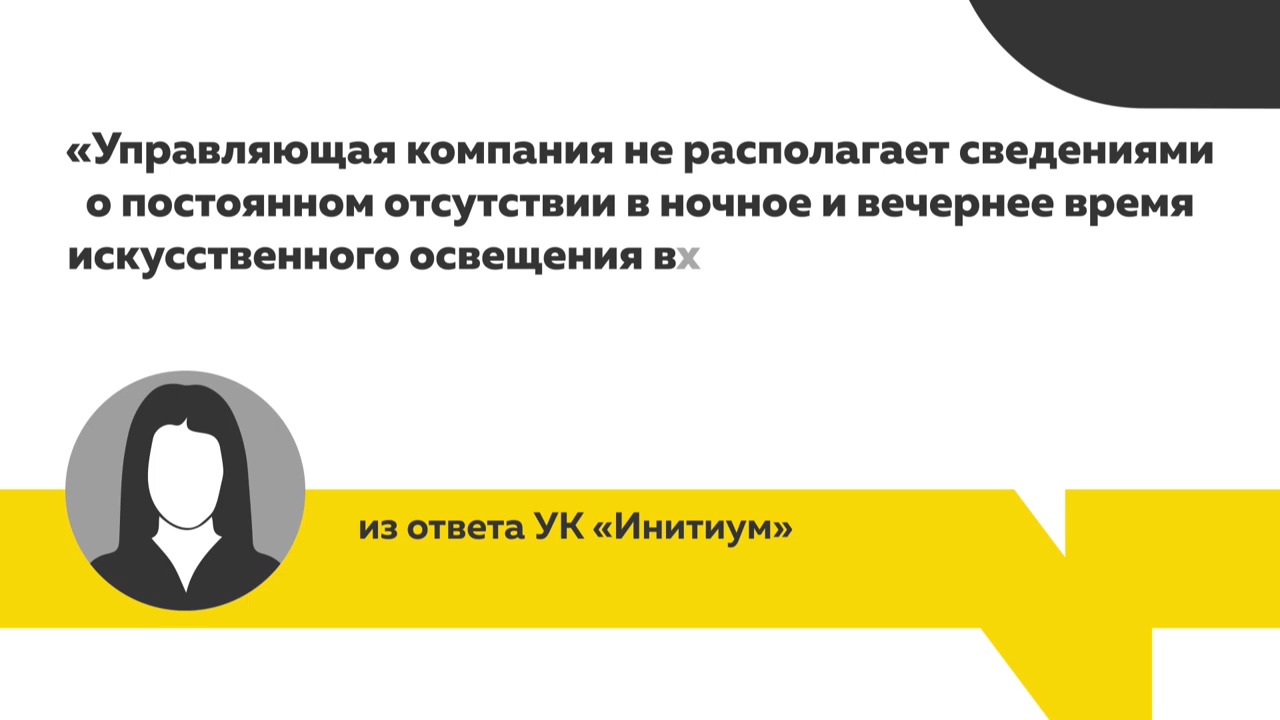 «Управляющая компания не располагает сведениями
о постоянном отсутствии в ночное и вечернее время
искусственного освещения вх
из ответа УК «Инитиум»